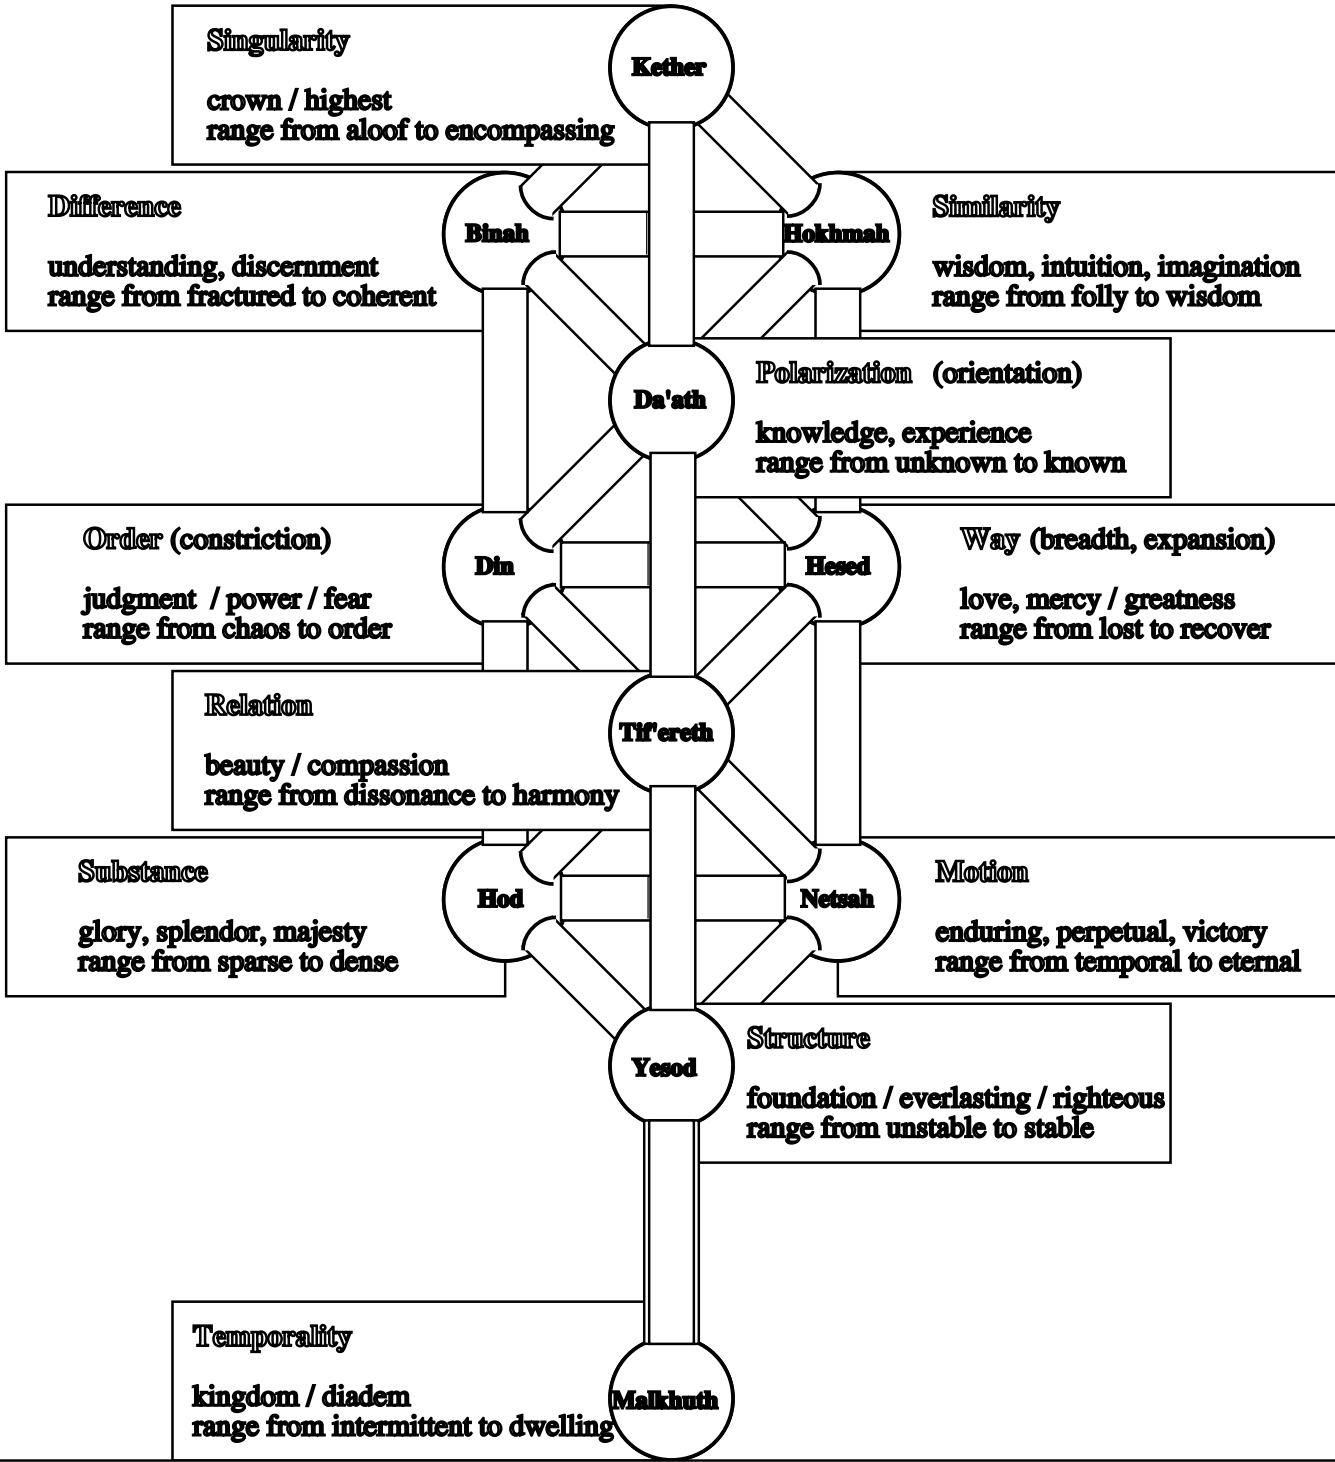 Singularity
crown / highest
range from aloof to encompassing
Kether
Difference
understanding, discernment
range from fractured to coherent
Binah
Hokhmah
Similarity
wisdom, intuition, imagination
range from folly to wisdom
Da'ath
Polarization (orientation)
knowledge, experience
range from unknown to known
Order (constriction)
judgment / power / fear
range from chaos to order
Din
Hesed
Way (breadth, expansion)
love, mercy / greatness
range from lost to recover
Relation
beauty / compassion
range from dissonance to harmony
Tif'ereth
Substance
glory, splendor, majesty
range from sparse to dense
Hod
Netsah
Motion
enduring, perpetual, victory
range from temporal to eternal
Yesod
Structure
foundation / everlasting / righteous
range from unstable to stable
Temporality
kingdom / diadem
range from intermittent to dwelling
Malkhuth